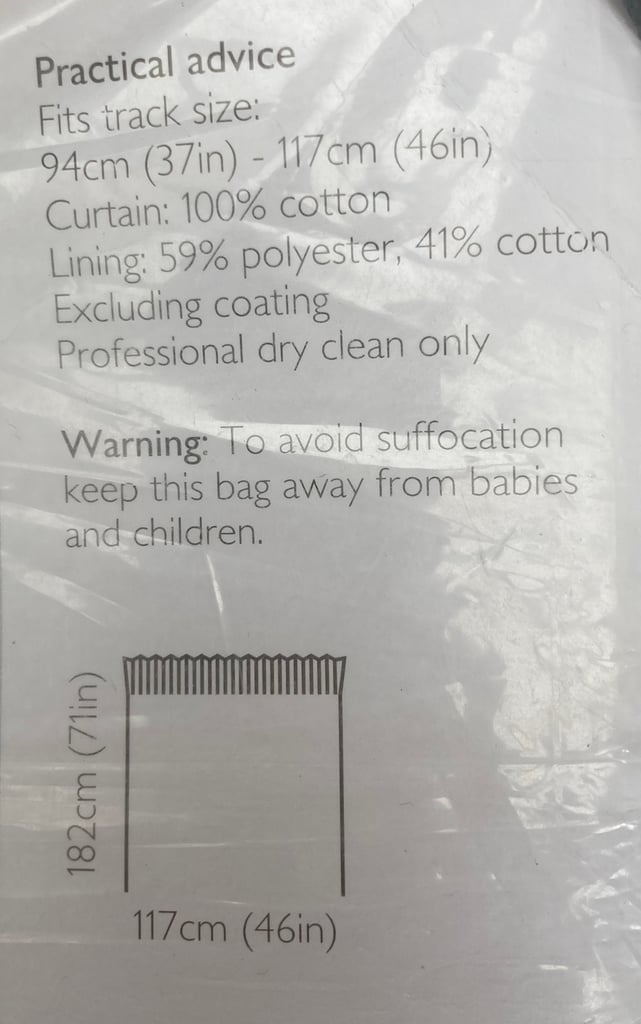 Practical advice
Fits track size:
94cm (37in) - 117cm (46in)
Curtain: 100% cotton
Lining: 59% polyester, 41% cotton
Excluding coating
Professional dry clean only
Warning: To avoid suffocation
keep this bag away from babies
and children.
182cm (71in)
117cm (46in)